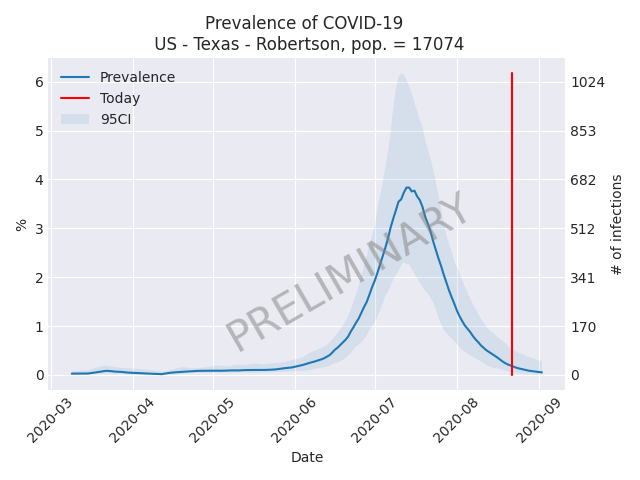 Prevalence of COVID-19
US - Texas - Robertson, pop. = 17074
Prevalence
Today
95CI
6
5
4
3
2
1
0
%
1024
853
682
512
341
170
0
# of infections
PRELIMINARY
2020-03
2020-04
2020-05
2020-06
2020-07
2020-08
2020-09
Date